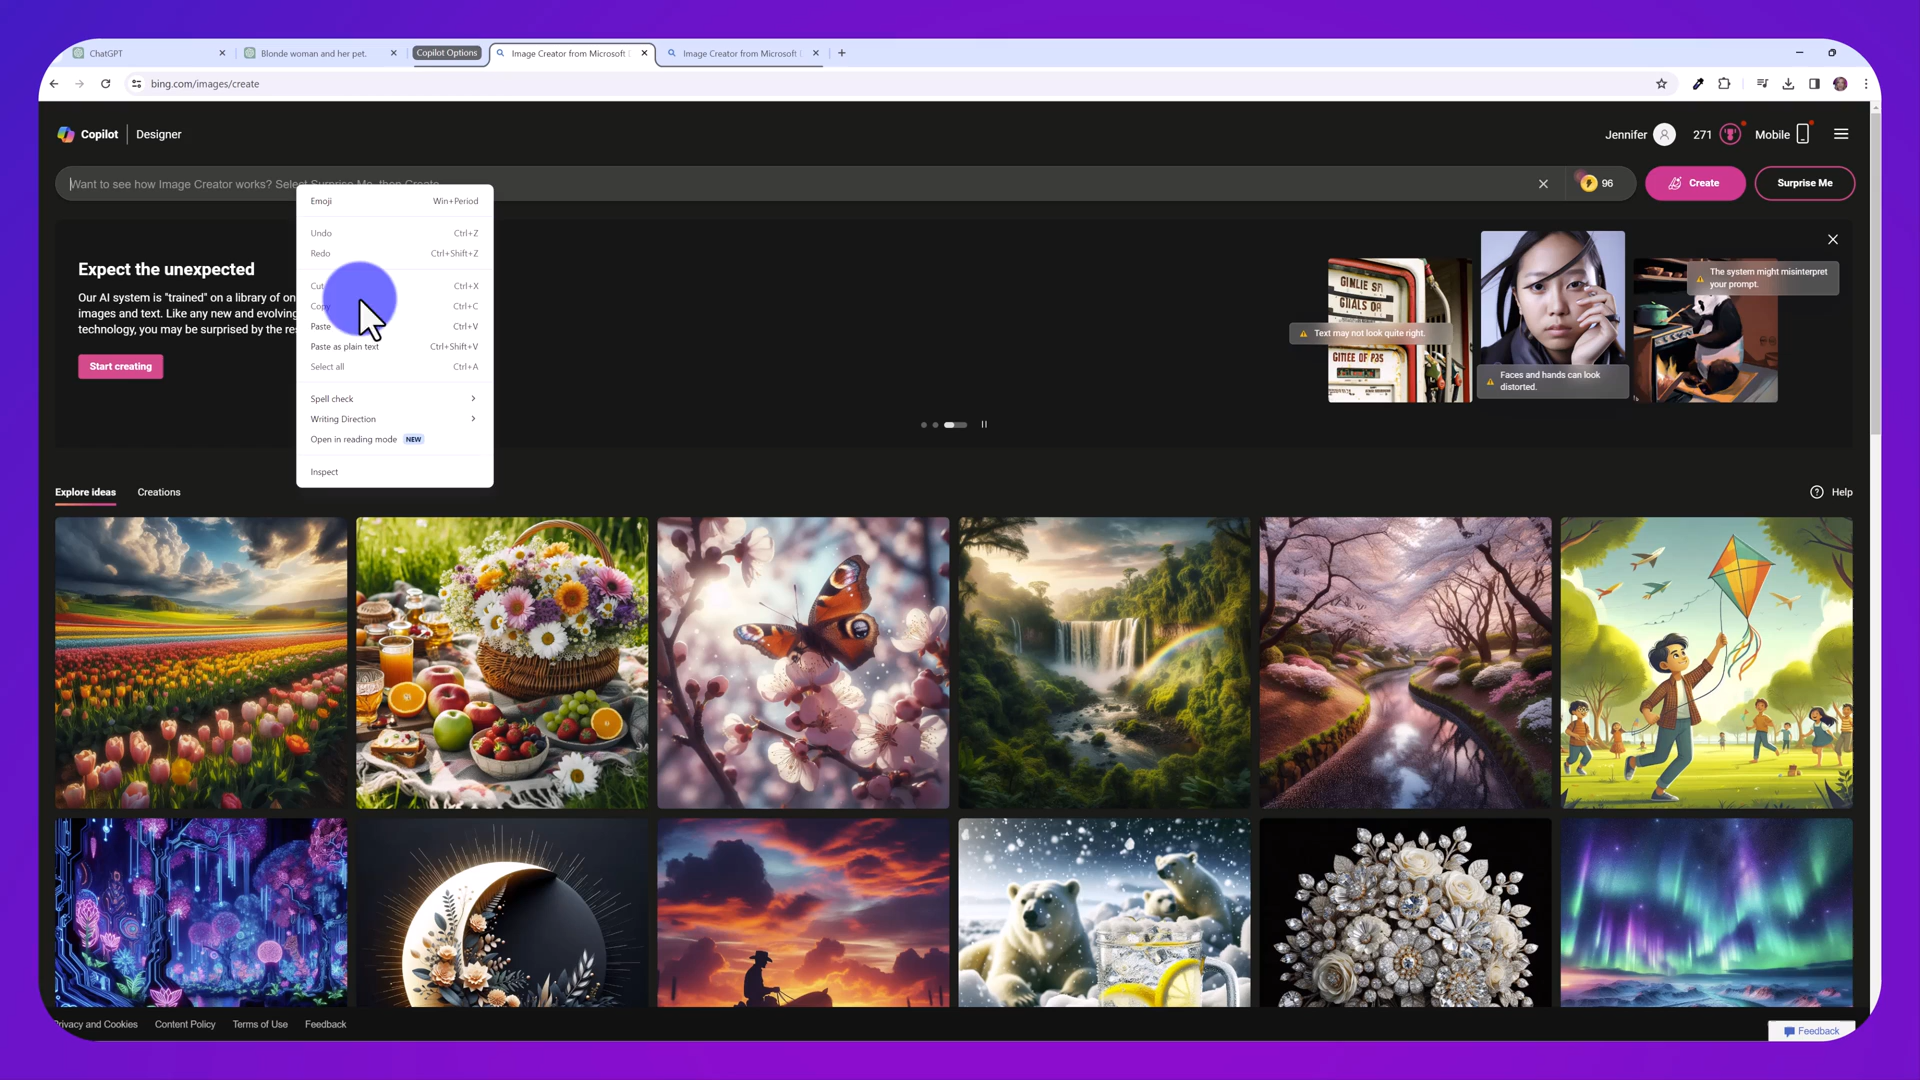 ChatGPT
Blonde woman and her pet.
Copilot Options
Image Creator from Microsoft
Image Creator from Microsoft
bing.com/images/create
Copilot
Designer
Jennifer
271
Mobile
Want to see how Image Creator works? Select Surprise Me, then Create
96
Create
Surprise Me
Emoji Win+Period
Undo Ctrl+Z
Redo Ctrl+Shift+Z
Cut Ctrl+X
Copy Ctrl+C
Paste Ctrl+V
Paste as plain text Ctrl+Shift+V
Select all Ctrl+A
Spell check
Writing Direction
Open in reading mode NEW
Inspect
Expect the unexpected
Our AI system is "trained" on a library of
images and text. Like any new and evolving
technology, you may be surprised by the
Start creating
GINLIE
GIIALS
GIITEE OF
Text may not look quite right.
Faces and hands can look
distorted.
The system might misinterpret
your prompt.
Explore ideas
Creations
Help
Privacy and Cookies
Content Policy
Terms of Use
Feedback
Feedback